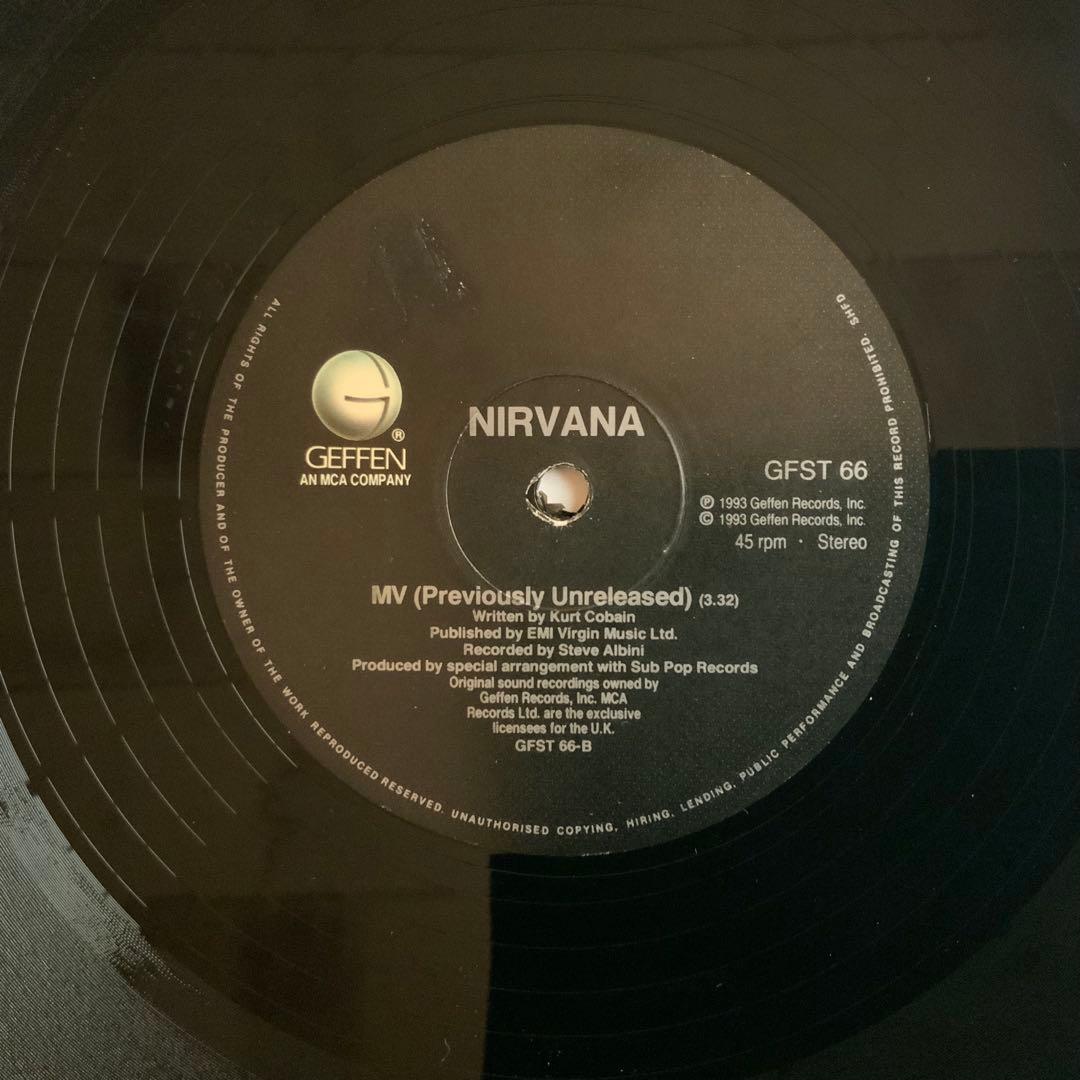 NIRVANA
G
®
GEFFEN
AN MCA COMPANY
GFST 66
Ⓟ 1993 Geffen Records, Inc.
© 1993 Geffen Records, Inc.
45 rpm · Stereo
MV (Previously Unreleased) (3.32)
Written by Kurt Cobain
Published by EMI Virgin Music Ltd.
Recorded by Steve Albini
Produced by special arrangement with Sub Pop Records
Original sound recordings owned by
Geffen Records, Inc. MCA
Records Ltd. are the exclusive
licensees for the U.K.
GFST 66-B
ALL RIGHTS OF THE PRODUCER AND OF THE OWNER OF THE WORK REPRODUCED RESERVED. UNAUTHORISED COPYING, HIRING, LENDING, PUBLIC PERFORMANCE AND BROADCASTING OF THIS RECORD PROHIBITED. SHFD